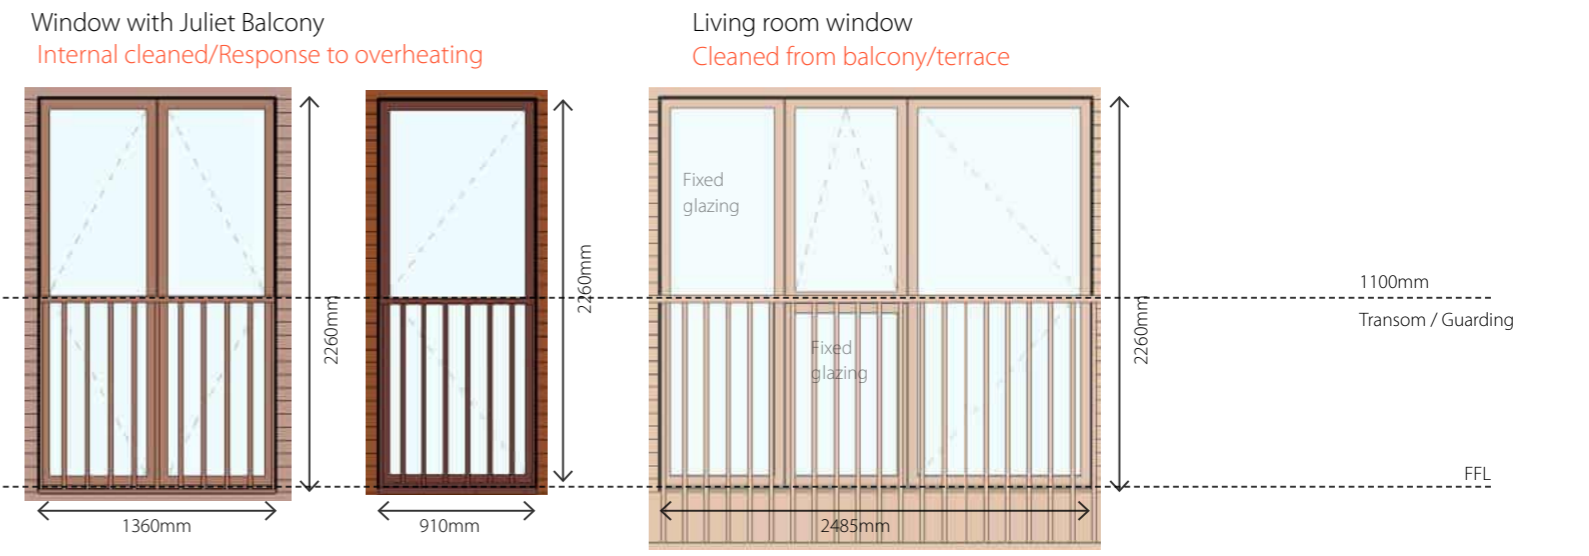 Window with Juliet Balcony
Internal cleaned/Response to overheating
2260mm
1360mm
2260mm
910mm
Living room window
Cleaned from balcony/terrace
Fixed
glazing
Fixed
glazing
2260mm
2485mm
1100mm
Transom / Guarding
FFL